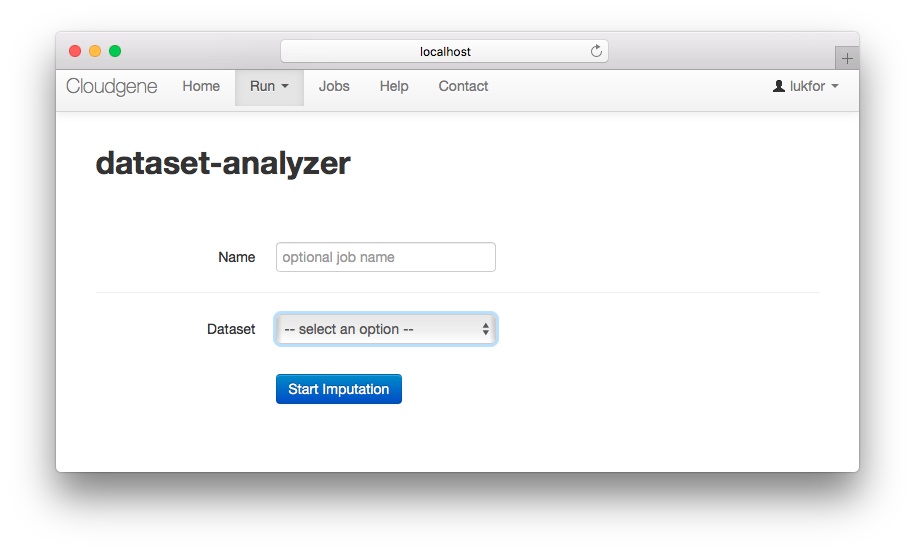 localhost
Cloudgene Home Run Jobs Help Contact lukfor
dataset-analyzer
Name optional job name
Dataset -- select an option --
Start Imputation